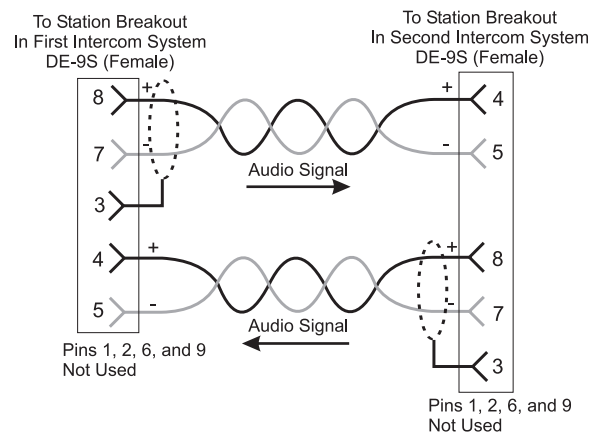 To Station Breakout
In First Intercom System
DE-9S (Female)
To Station Breakout
In Second Intercom System
DE-9S (Female)
8
+
+
4
7
-
-
5
Audio Signal
3
4
+
+
8
5
-
-
7
Audio Signal
3
Pins 1, 2, 6, and 9
Not Used
Pins 1, 2, 6, and 9
Not Used